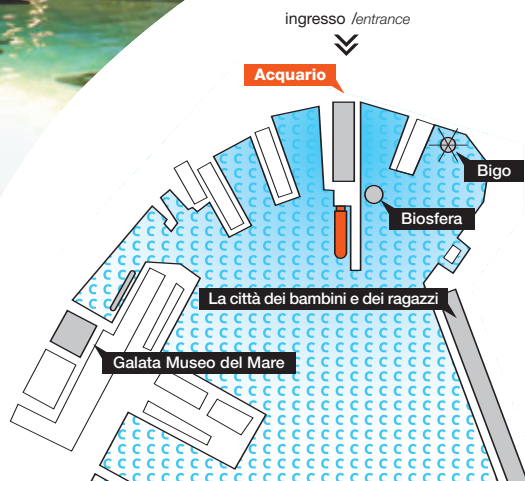 ingresso /entrance
Acquario
Bigo
Biosfera
La città dei bambini e dei ragazzi
Galata Museo del Mare